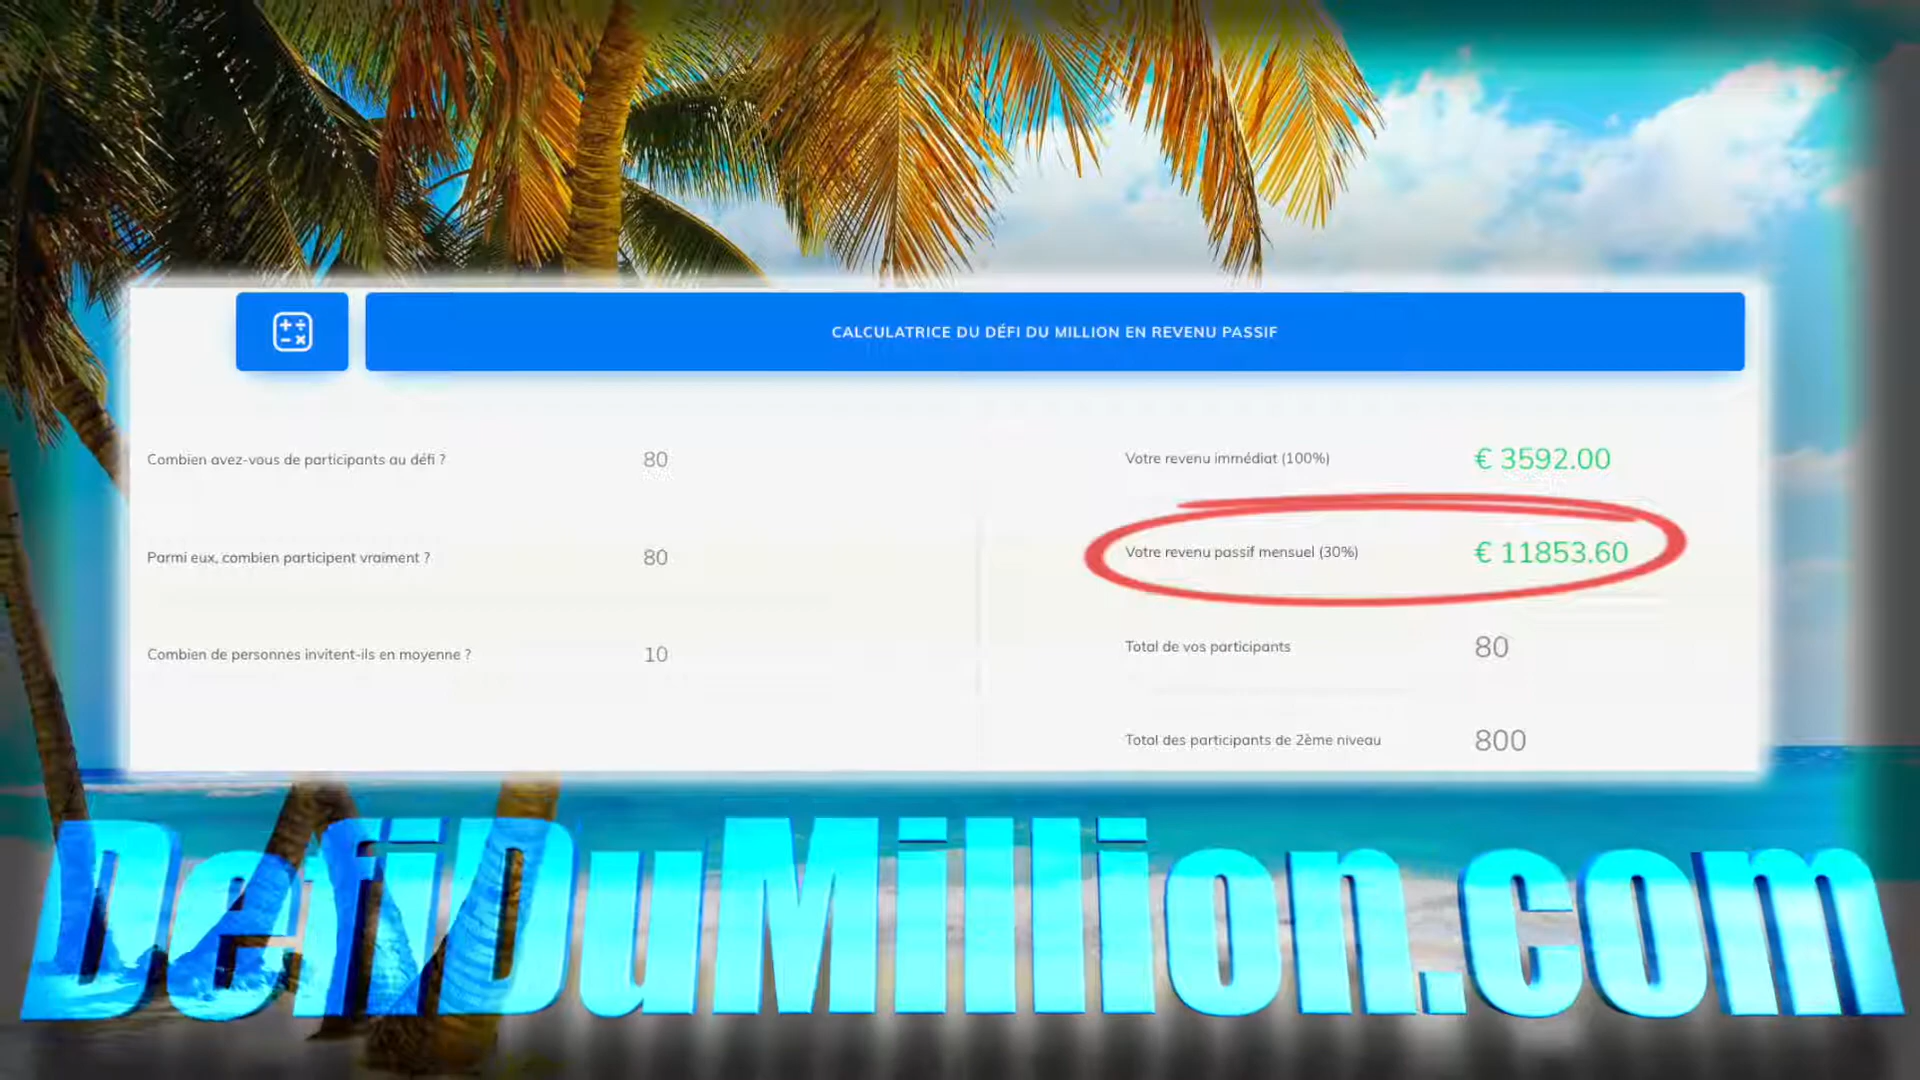 CALCULATRICE DU DÉFI DU MILLION EN REVENU PASSIF
Combien avez-vous de participants au défi ? 80
Parmi eux, combien participent vraiment ? 80
Combien de personnes invitent-ils en moyenne ? 10
Votre revenu immédiat (100%) € 3592.00
Votre revenu passif mensuel (30%) € 11853.60
Total de vos participants 80
Total des participants de 2ème niveau 800
DefiDuMillion.com